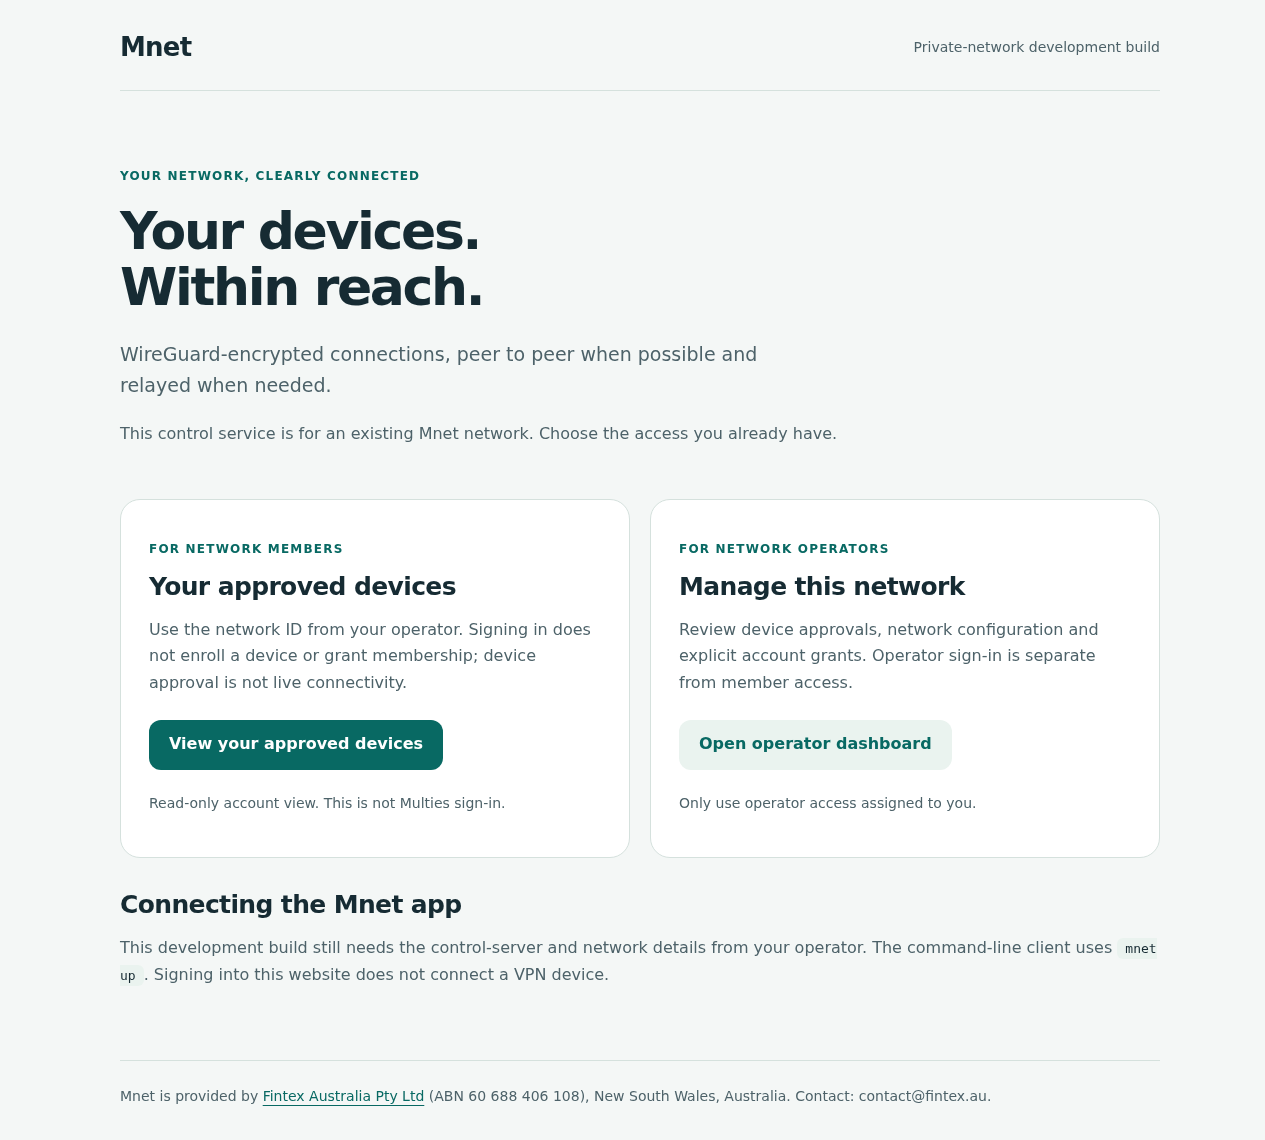 Mnet
Private-network development build
YOUR NETWORK, CLEARLY CONNECTED
Your devices.
Within reach.
WireGuard-encrypted connections, peer to peer when possible and
relayed when needed.
This control service is for an existing Mnet network. Choose the access you already have.
FOR NETWORK MEMBERS
Your approved devices
Use the network ID from your operator. Signing in does
not enroll a device or grant membership; device
approval is not live connectivity.
View your approved devices
Read-only account view. This is not Multies sign-in.
FOR NETWORK OPERATORS
Manage this network
Review device approvals, network configuration and
explicit account grants. Operator sign-in is separate
from member access.
Open operator dashboard
Only use operator access assigned to you.
Connecting the Mnet app
This development build still needs the control-server and network details from your operator. The command-line client uses mnet
up . Signing into this website does not connect a VPN device.
Mnet is provided by Fintex Australia Pty Ltd (ABN 60 688 406 108), New South Wales, Australia. Contact: contact@fintex.au.